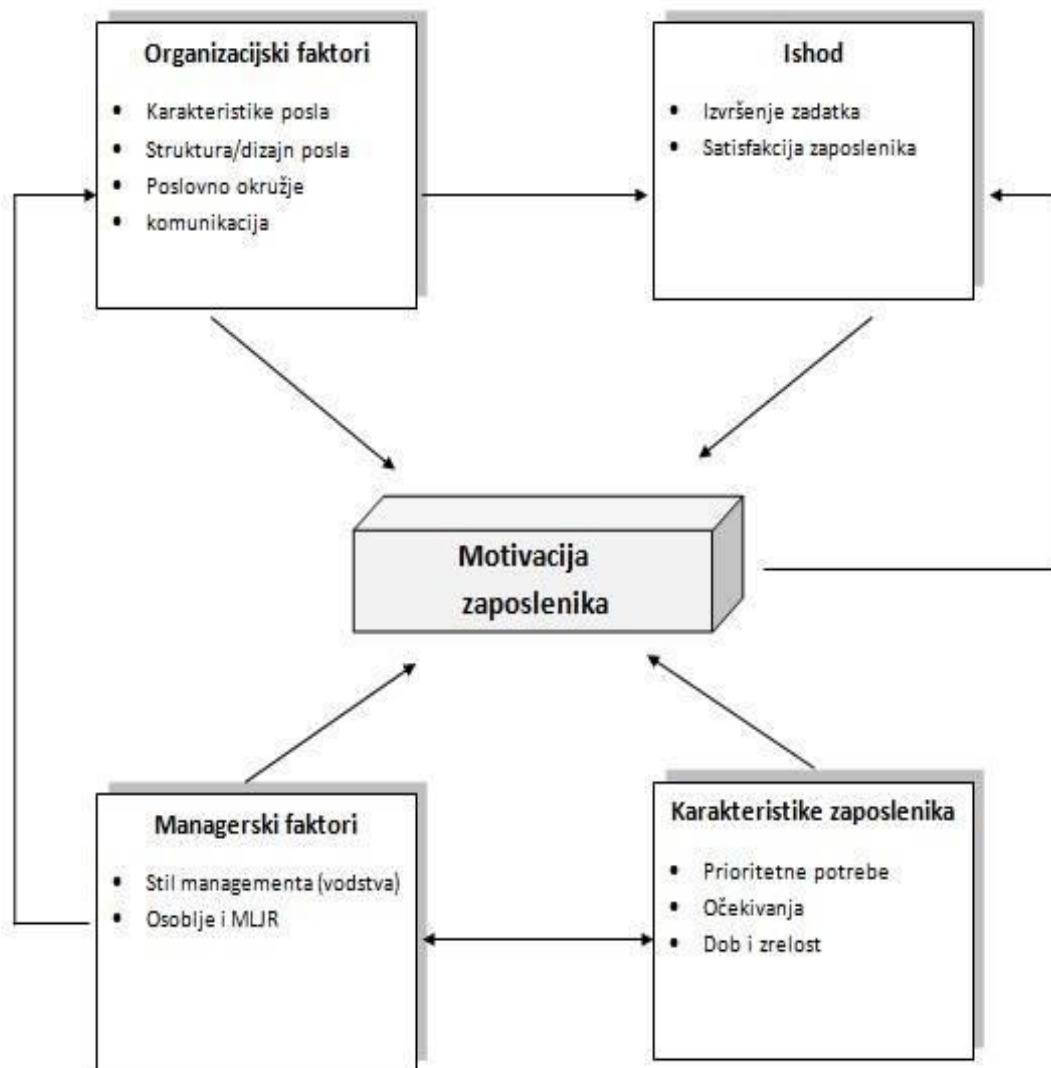 Organizacijski faktori
• Karakteristike posla
• Struktura/dizajn posla
• Poslovno okružje
• komunikacija
Ishod
• Izvršenje zadatka
• Satisfakcija zaposlenika
Motivacija
zaposlenika
Managerski faktori
• Stil managementa (vodstva)
• Osoblje i MLJR
Karakteristike zaposlenika
• Prioritetne potrebe
• Očekivanja
• Dob i zrelost